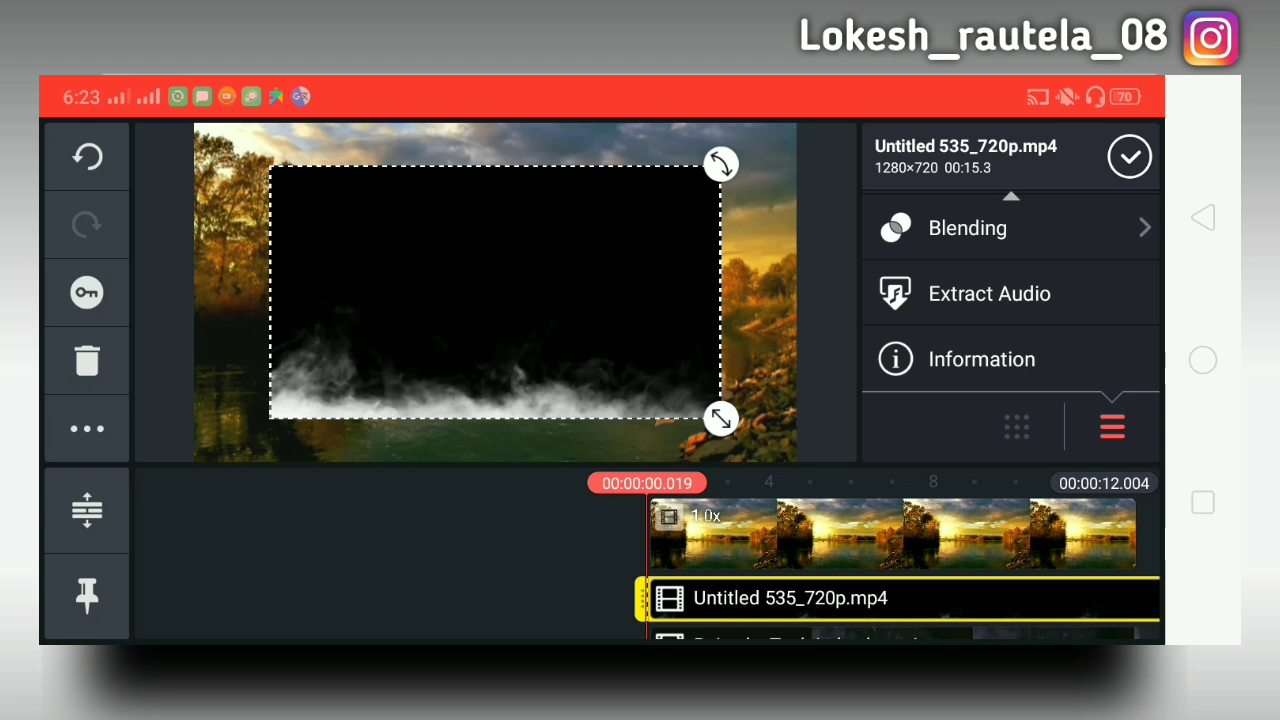 Lokesh_rautela_08
6:23
70
Untitled 535_720p.mp4
1280×720 00:15.3
Blending
Extract Audio
Information
00:00:00.019
4
8
00:00:12.004
1.0x
Untitled 535_720p.mp4